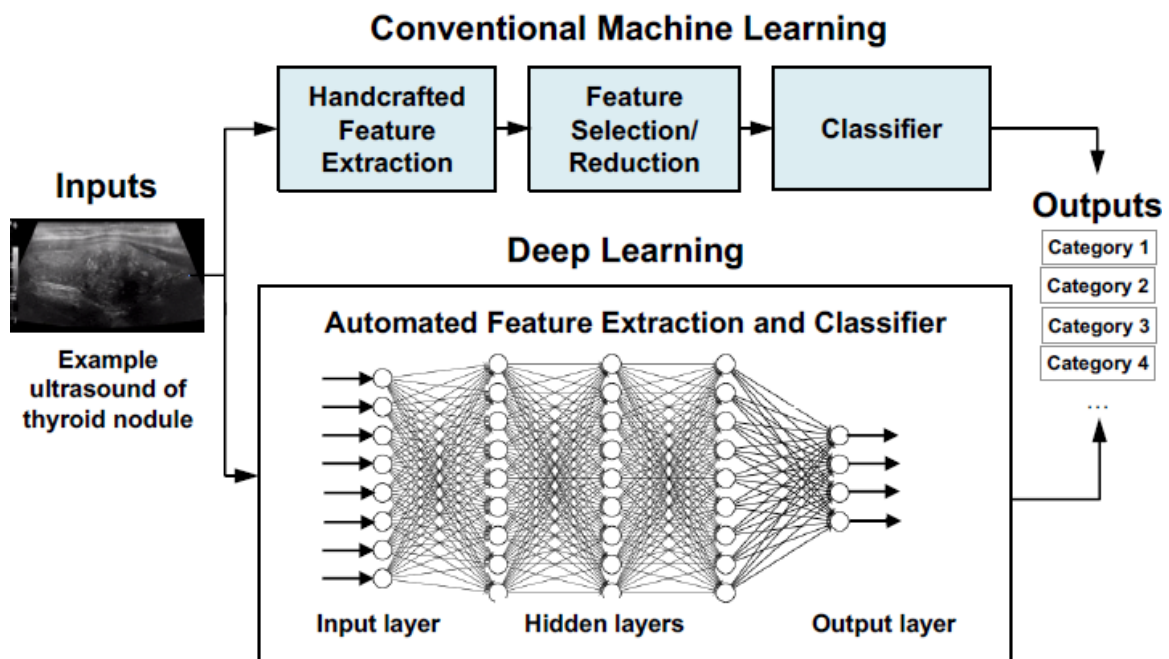 Conventional Machine Learning
Handcrafted
Feature
Extraction
Feature
Selection/
Reduction
Classifier
Inputs
Example
ultrasound of
thyroid nodule
Deep Learning
Automated Feature Extraction and Classifier
Input layer
Hidden layers
Output layer
Outputs
Category 1
Category 2
Category 3
Category 4
...